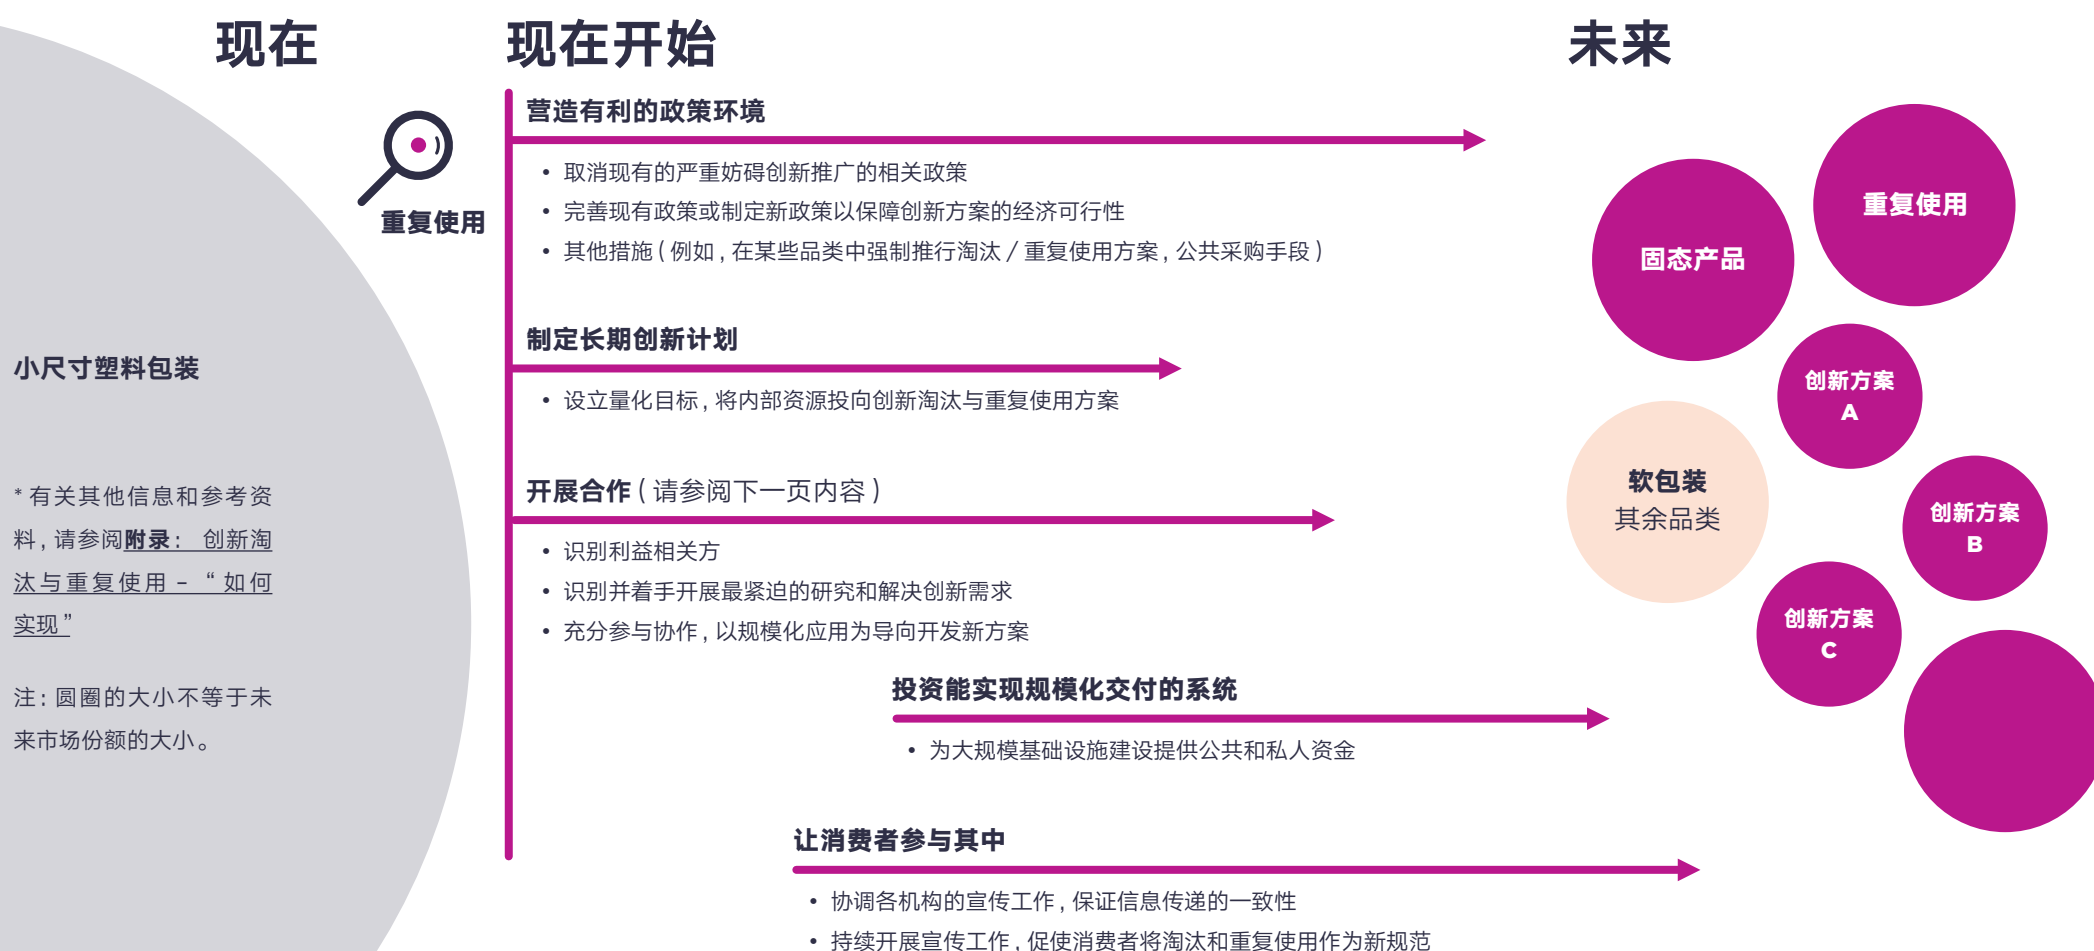 现在
现在开始
未来
重复使用
小尺寸塑料包装
*有关其他信息和参考资
料,请参阅附录: 创新淘
汰与重复使用 – “如何
实现”
注:圆圈的大小不等于未
来市场份额的大小。
营造有利的政策环境
• 取消现有的严重妨碍创新推广的相关政策
• 完善现有政策或制定新政策以保障创新方案的经济可行性
• 其他措施(例如,在某些品类中强制推行淘汰/重复使用方案,公共采购手段)
制定长期创新计划
• 设立量化目标,将内部资源投向创新淘汰与重复使用方案
开展合作(请参阅下一页内容)
• 识别利益相关方
• 识别并着手开展最紧迫的研究和解决创新需求
• 充分参与协作,以规模化应用为导向开发新方案
投资能实现规模化交付的系统
• 为大规模基础设施建设提供公共和私人资金
让消费者参与其中
• 协调各机构的宣传工作,保证信息传递的一致性
• 持续开展宣传工作,促使消费者将淘汰和重复使用作为新规范
重复使用
固态产品
创新方案
A
软包装
其余品类
创新方案
B
创新方案
C